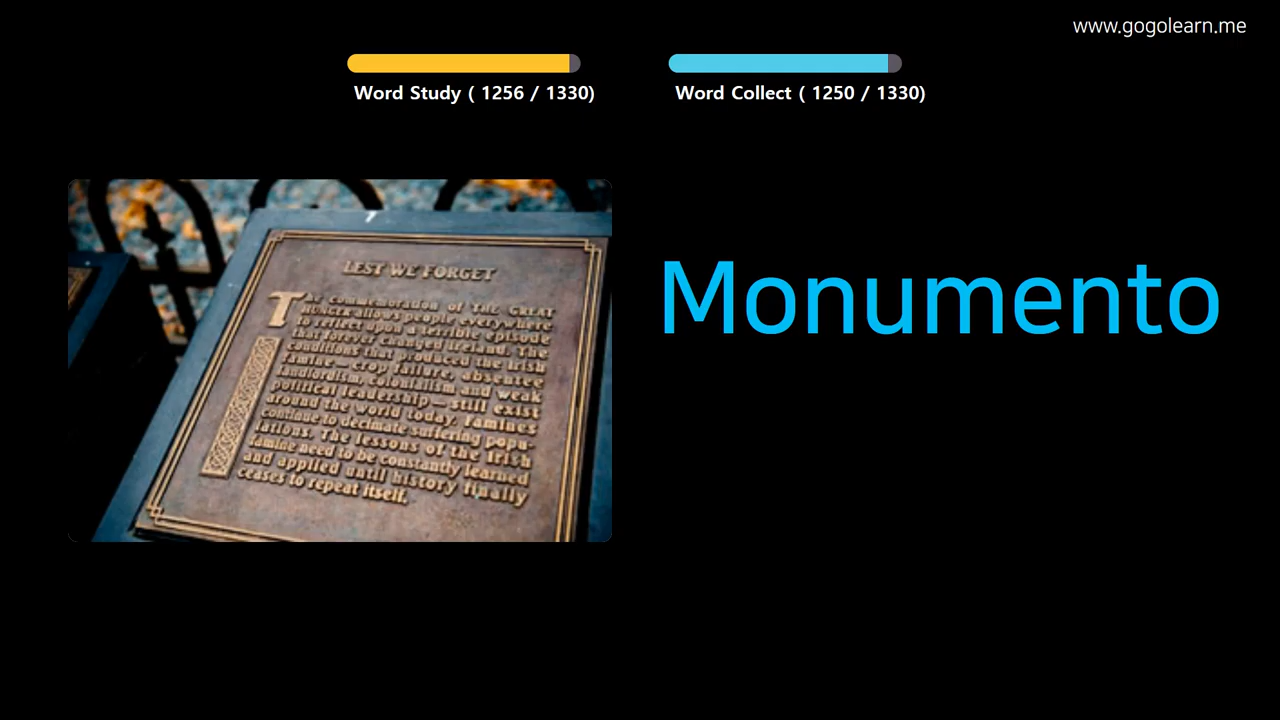 www.gogolearn.me
Word Study ( 1256 / 1330)
Word Collect ( 1250 / 1330)
LEST WE FORGET
The commemoration of THE GREAT
HUNGER allows people everywhere
to reflect upon a terrible episode
that forever changed Ireland. The
conditions that produced the Irish
famine—crop failure, absentee
landlordism, colonialism and weak
political leadership—still exist
around the world today. Famines
continue to decimate suffering popu-
lations. The lessons of the Irish
famine need to be constantly learned
and applied until history finally
ceases to repeat itself.
Monumento